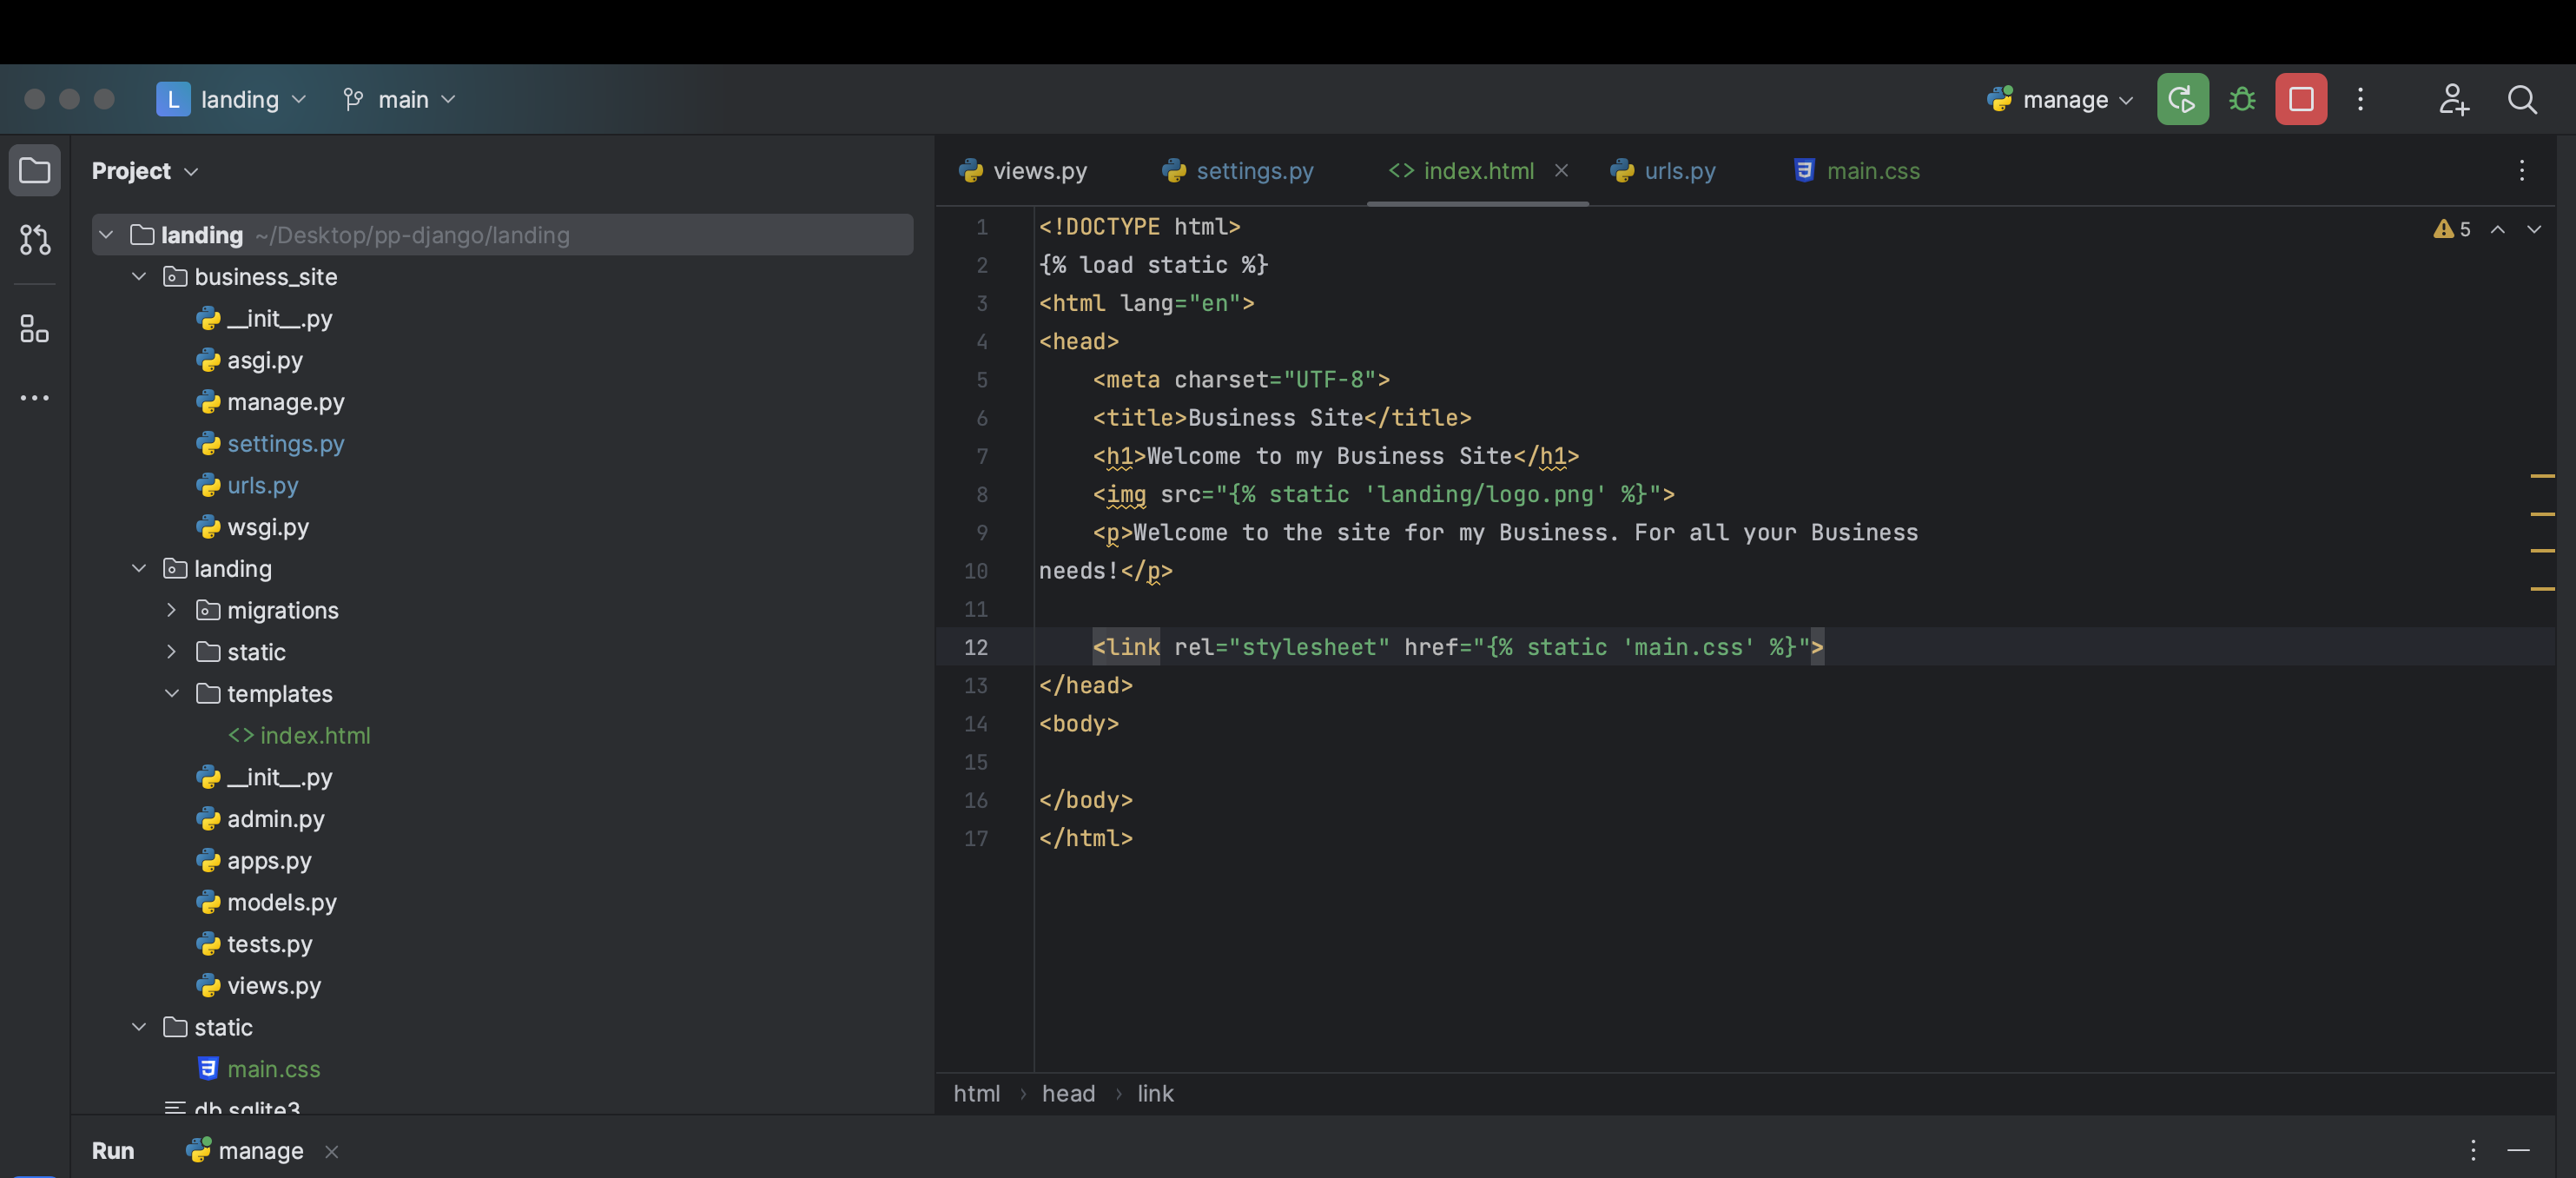 L landing main manage
Project
landing ~/Desktop/pp-django/landing
business_site
__init__.py
asgi.py
manage.py
settings.py
urls.py
wsgi.py
landing
migrations
static
templates
<> index.html
__init__.py
admin.py
apps.py
models.py
tests.py
views.py
static
main.css
db.sqlite3
views.py settings.py <> index.html urls.py main.css
5
1 <!DOCTYPE html>
2 {% load static %}
3 <html lang="en">
4 <head>
5 <meta charset="UTF-8">
6 <title>Business Site</title>
7 <h1>Welcome to my Business Site</h1>
8 <img src="{% static 'landing/logo.png' %}">
9 <p>Welcome to the site for my Business. For all your Business
10 needs!</p>
11
12 <link rel="stylesheet" href="{% static 'main.css' %}">
13 </head>
14 <body>
15
16 </body>
17 </html>
html › head › link
Run manage